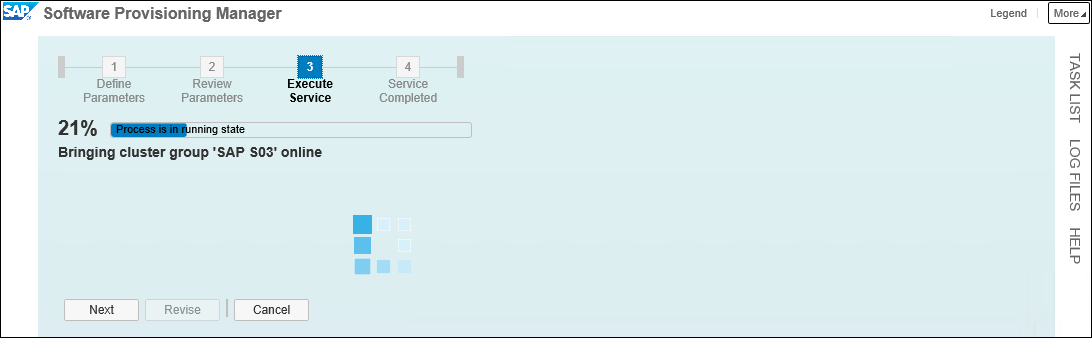 SAP Software Provisioning Manager
Legend
More
1
2
3
4
Define
Parameters
Review
Parameters
Execute
Service
Service
Completed
21%
Process is in running state
Bringing cluster group 'SAP S03' online
Next
Revise
Cancel
TASK LIST
LOG FILES
HELP